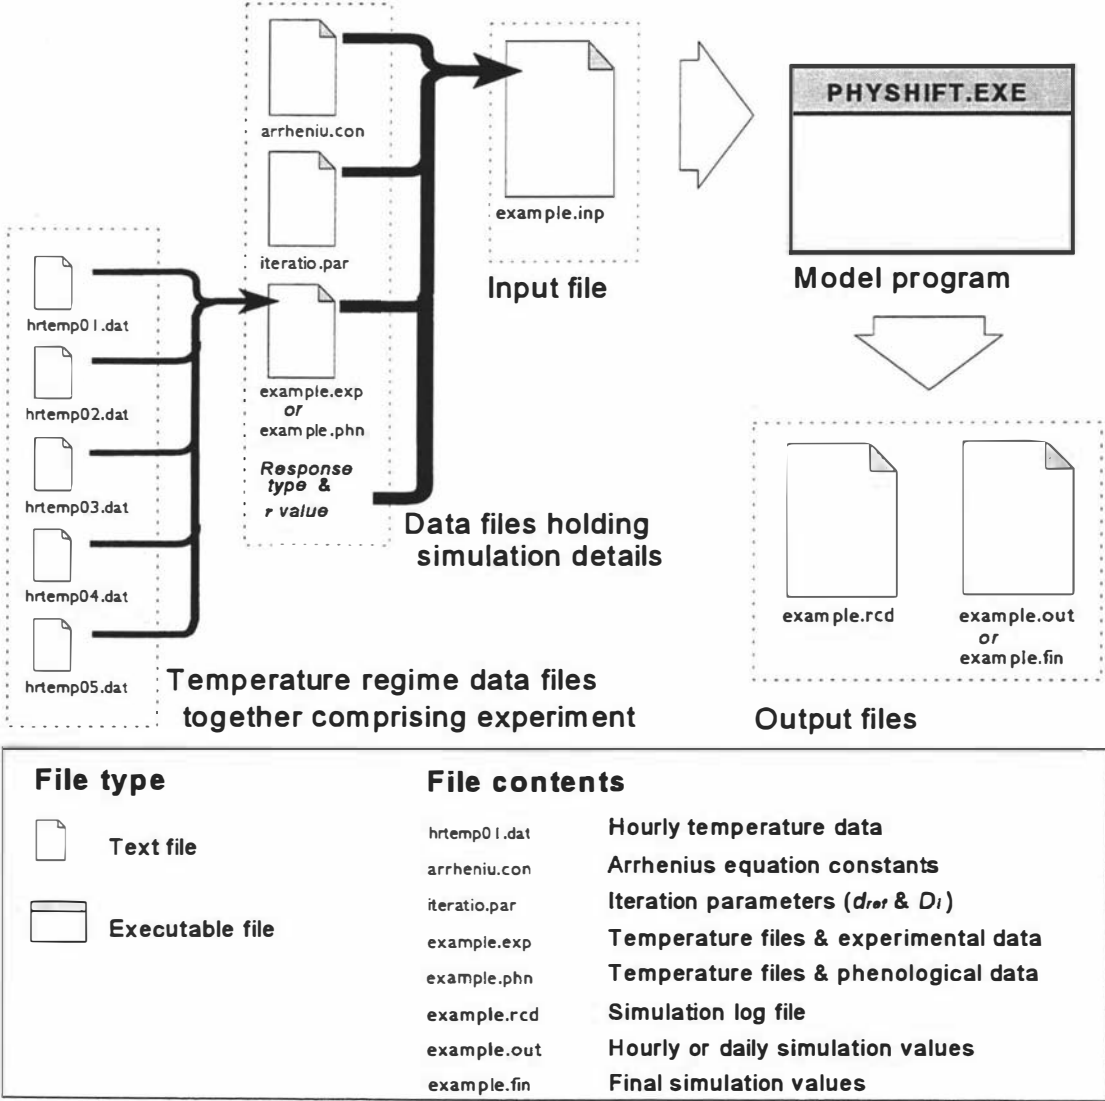 arrheniu.con
iteratio.par
example.exp
or
example.phn
Response
type &
r value
hrtemp01.dat
hrtemp02.dat
hrtemp03.dat
hrtemp04.dat
hrtemp05.dat
example.inp
Input file
PHYSHIFT.EXE
Model program
Data files holding
simulation details
Temperature regime data files
together comprising experiment
example.rcd
example.out
or
example.fin
Output files
File type
Text file
Executable file
File contents
hrtemp01.dat Hourly temperature data
arrheniu.con Arrhenius equation constants
iteratio.par Iteration parameters (dref & Di)
example.exp Temperature files & experimental data
example.phn Temperature files & phenological data
example.rcd Simulation log file
example.out Hourly or daily simulation values
example.fin Final simulation values